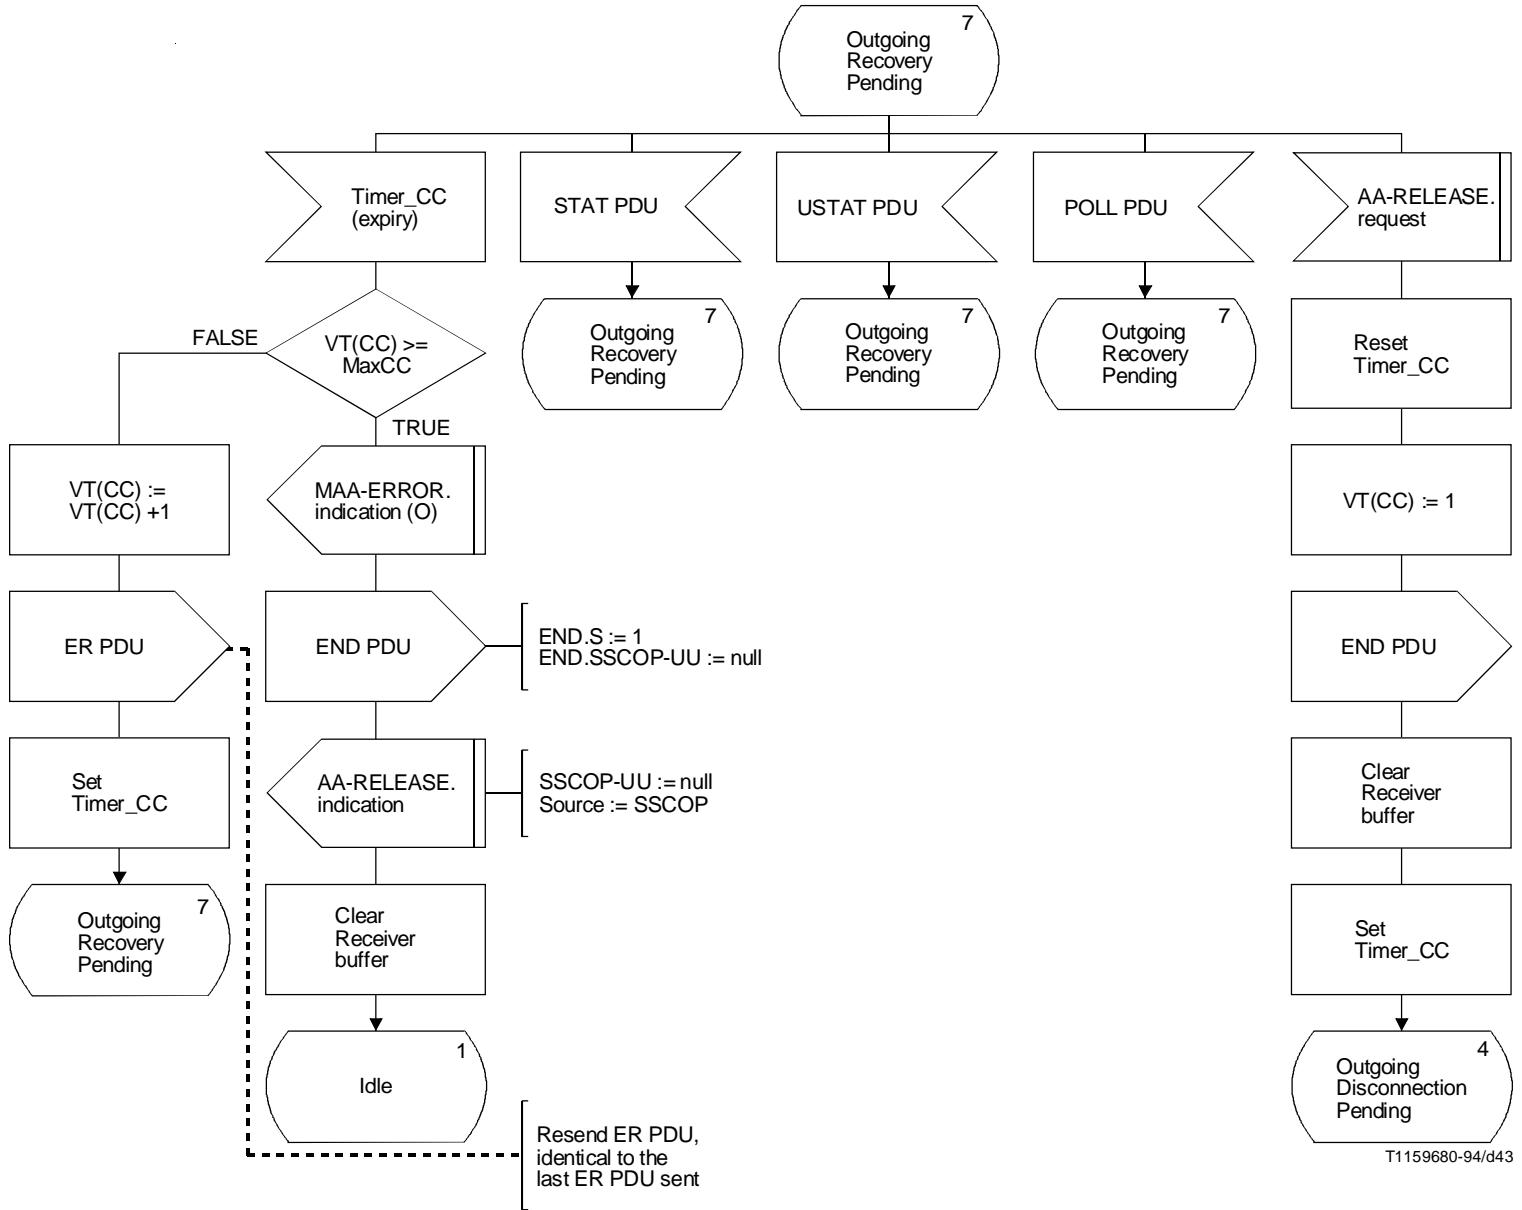 7
Outgoing
Recovery
Pending
Timer_CC
(expiry)
STAT PDU
USTAT PDU
POLL PDU
AA-RELEASE.
request
FALSE
VT(CC) >=
MaxCC
TRUE
7
Outgoing
Recovery
Pending
7
Outgoing
Recovery
Pending
7
Outgoing
Recovery
Pending
Reset
Timer_CC
VT(CC) :=
VT(CC) +1
MAA-ERROR.
indication (O)
VT(CC) := 1
ER PDU
END PDU
END.S := 1
END.SSCOP-UU := null
END PDU
Set
Timer_CC
AA-RELEASE.
indication
SSCOP-UU := null
Source := SSCOP
Clear
Receiver
buffer
7
Outgoing
Recovery
Pending
Clear
Receiver
buffer
Set
Timer_CC
1
Idle
4
Outgoing
Disconnection
Pending
Resend ER PDU,
identical to the
last ER PDU sent
T1159680-94/d43